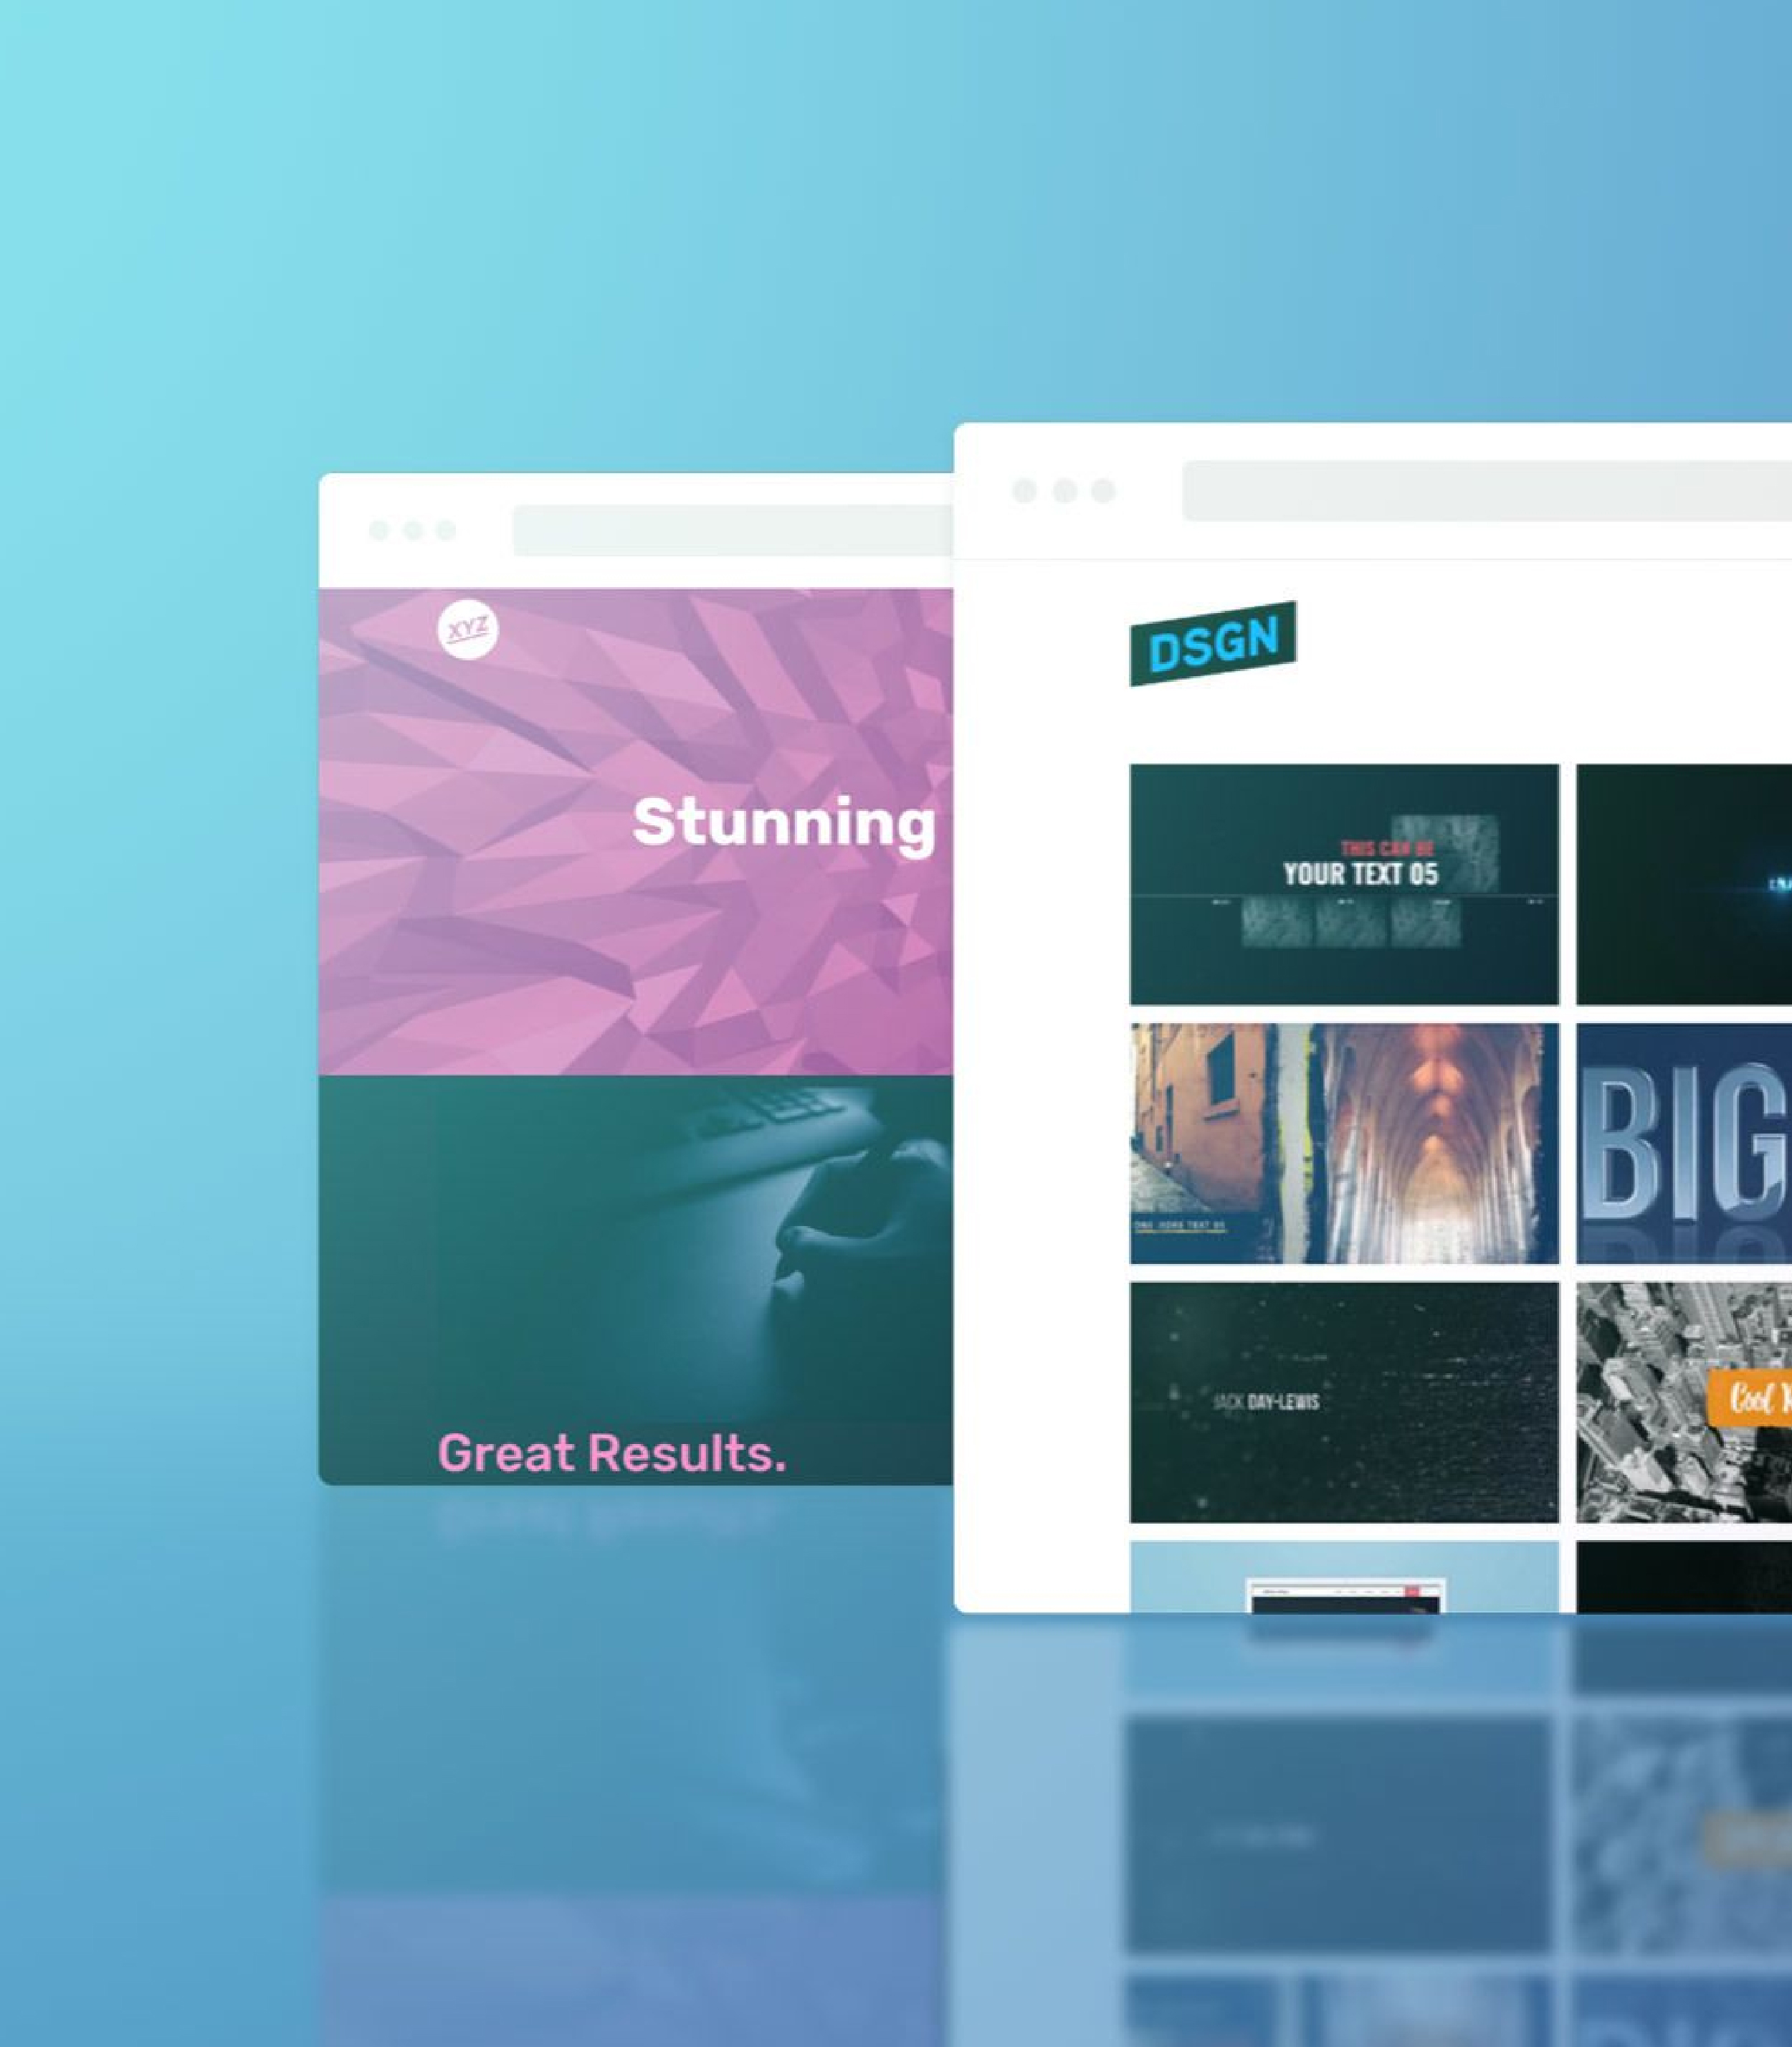 XYZ
Stunning
Great Results.
DSGN
THIS CAN BE
YOUR TEXT 05
ONE MORE TEXT 05
BIG
JACK DAY-LEWIS
Cool